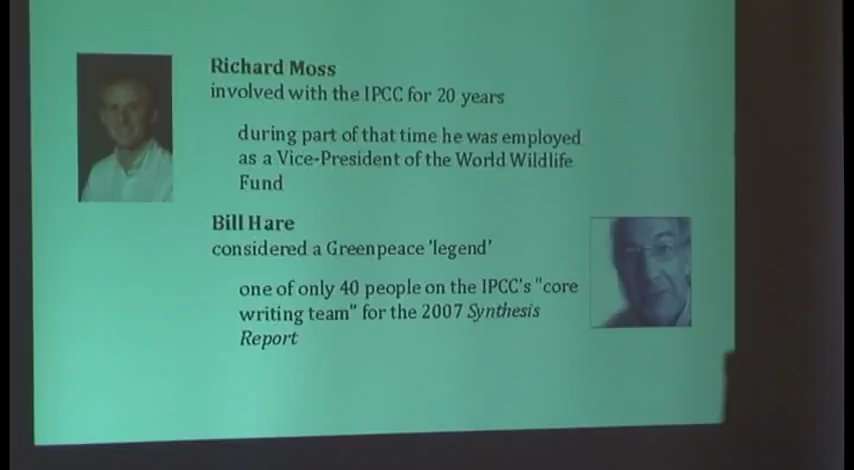 Richard Moss
involved with the IPCC for 20 years
during part of that time he was employed
as a Vice-President of the World Wildlife
Fund
Bill Hare
considered a Greenpeace 'legend'
one of only 40 people on the IPCC's "core
writing team" for the 2007 Synthesis
Report